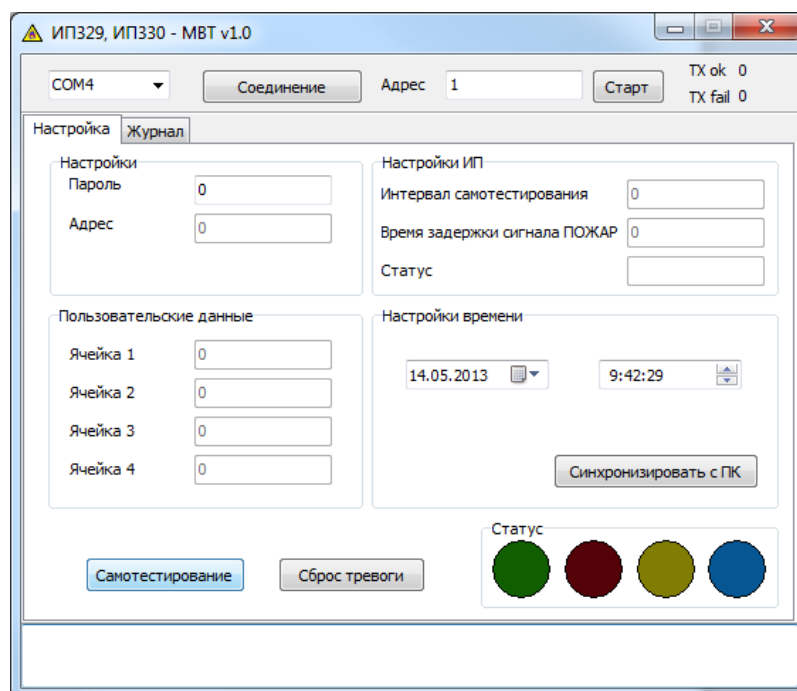 ИП329, ИП330 - МВТ v1.0
COM4 Соединение Адрес 1 Старт TX ok 0
TX fail 0
Настройка Журнал
Настройки
Пароль 0
Адрес 0
Настройки ИП
Интервал самотестирования 0
Время задержки сигнала ПОЖАР 0
Статус
Пользовательские данные
Ячейка 1 0
Ячейка 2 0
Ячейка 3 0
Ячейка 4 0
Настройки времени
14.05.2013 9:42:29
Синхронизировать с ПК
Самотестирование Сброс тревоги
Статус